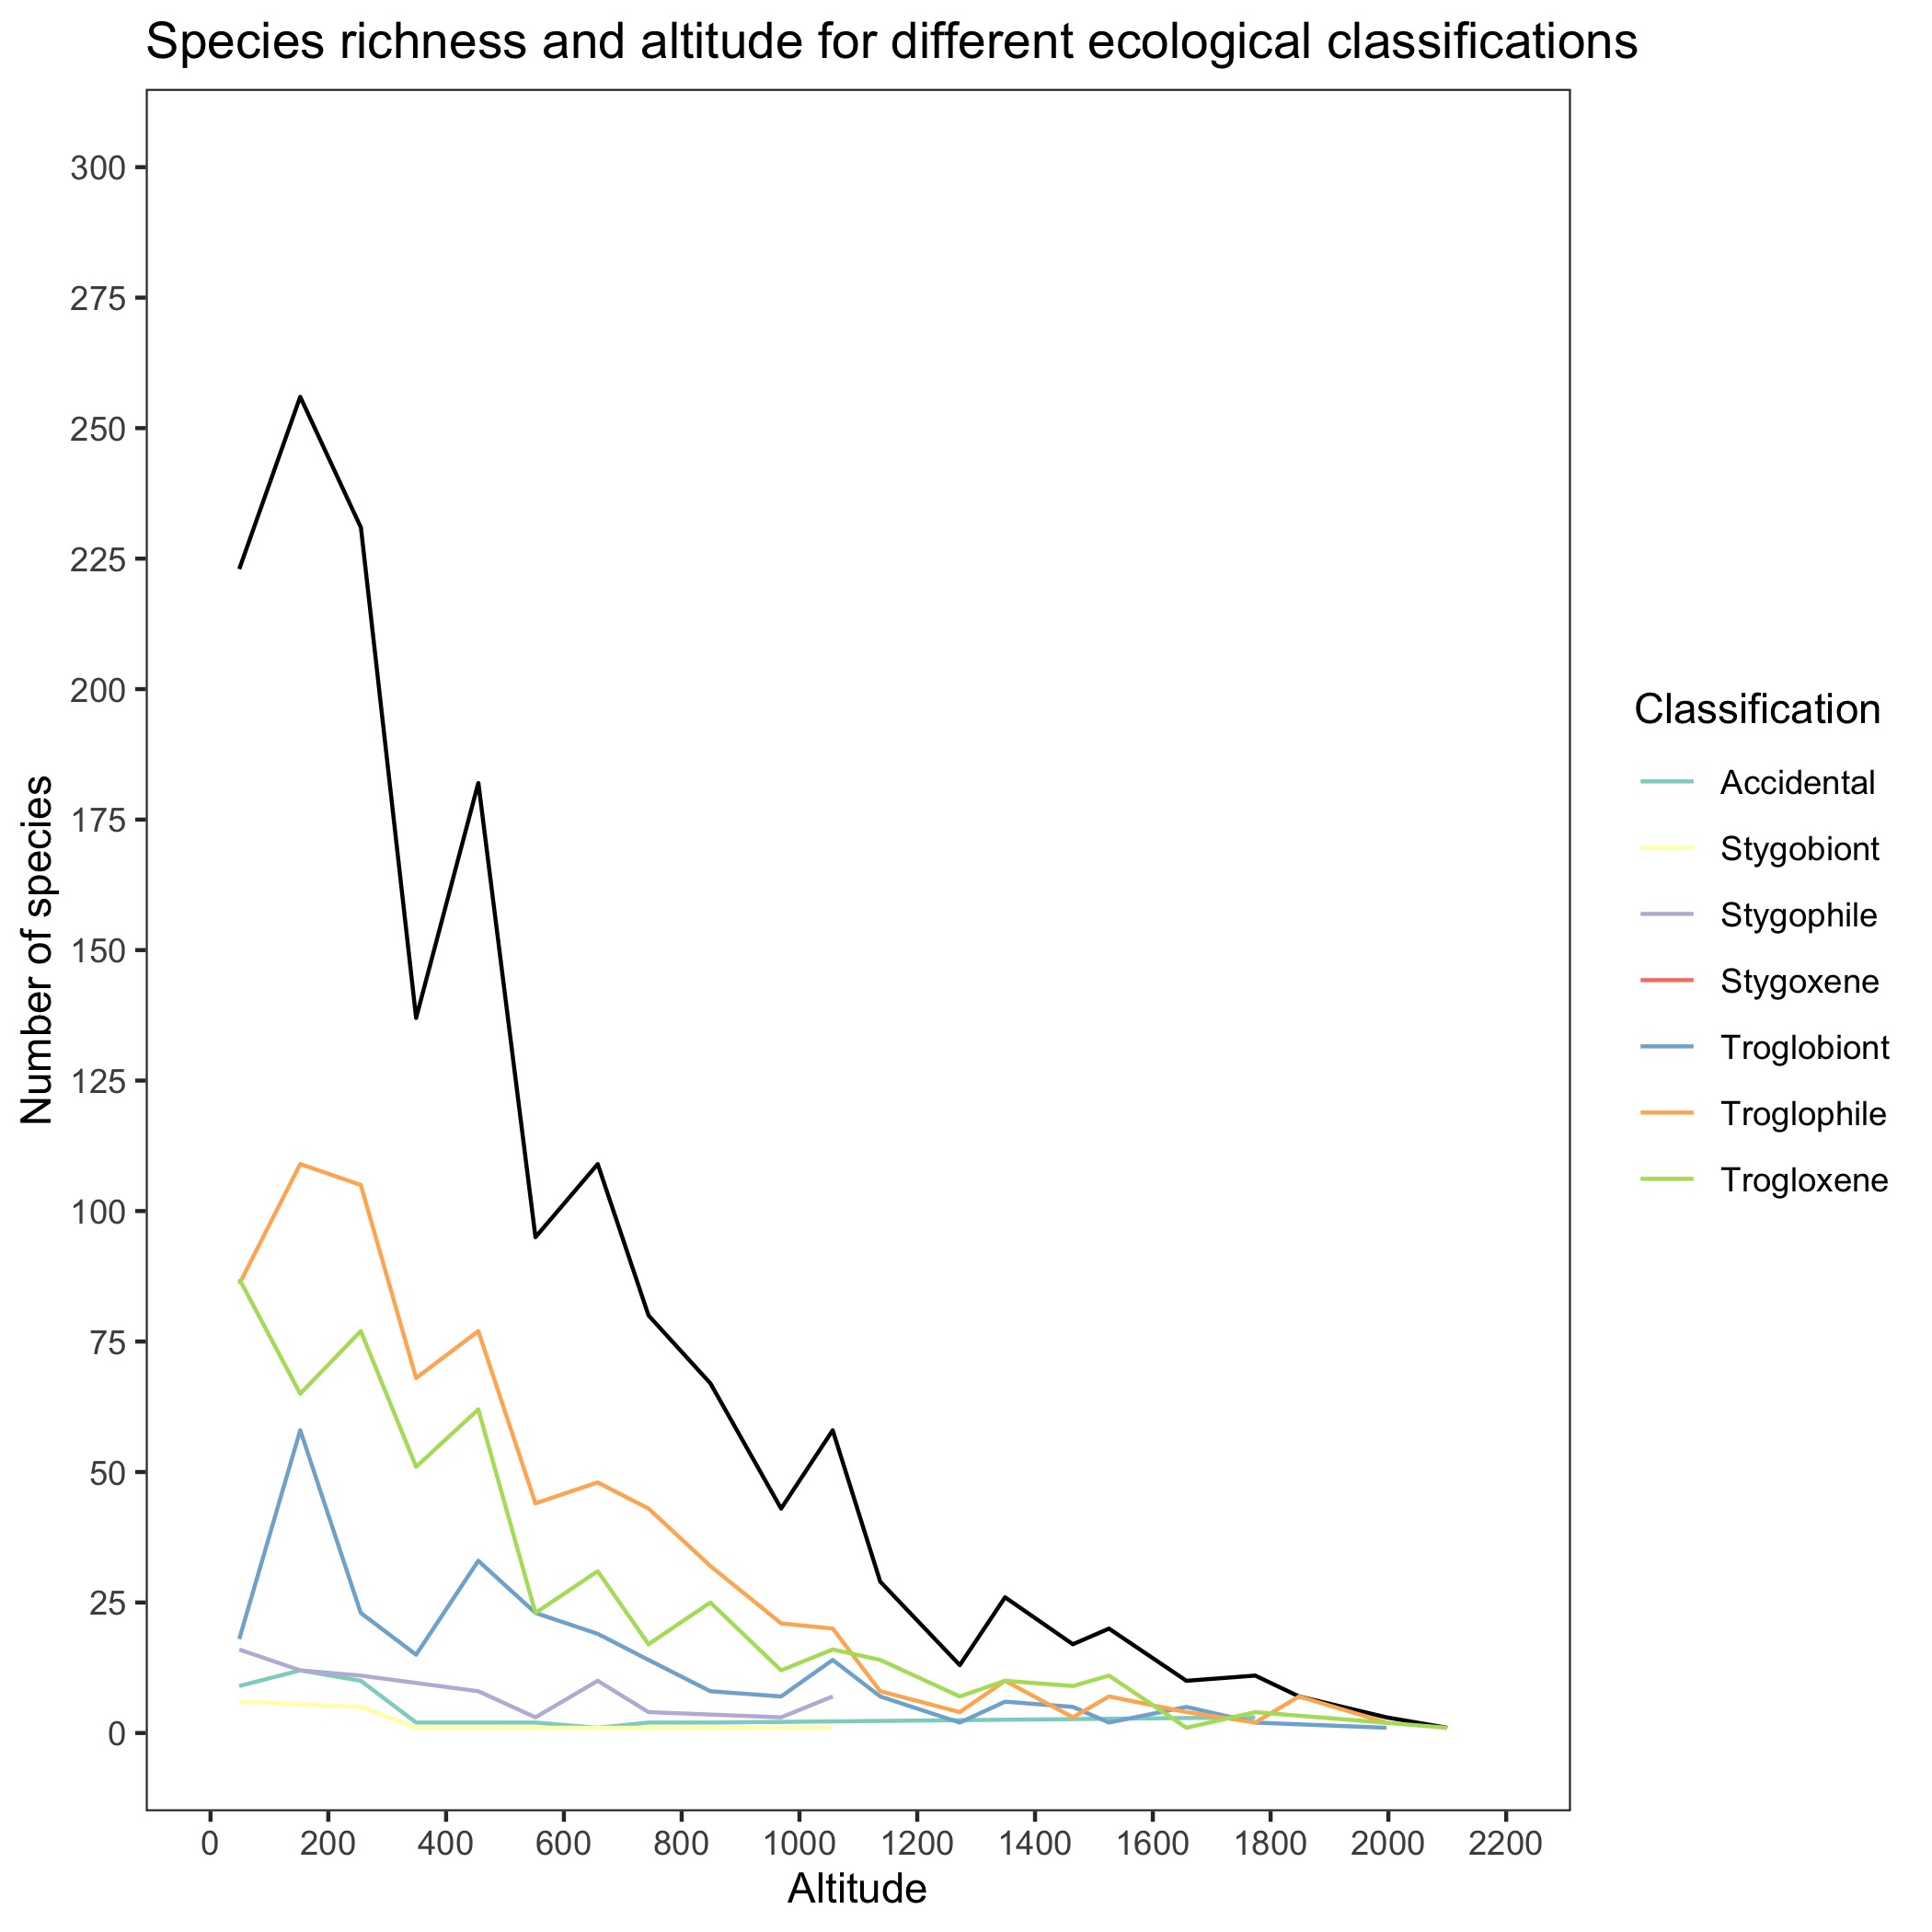 Species richness and altitude for different ecological classifications
300
275
250
225
200
175
150
125
100
75
50
25
0
Number of species
0 200 400 600 800 1000 1200 1400 1600 1800 2000 2200
Altitude
Classification
Accidental
Stygobiont
Stygophile
Stygoxene
Troglobiont
Troglophile
Trogloxene